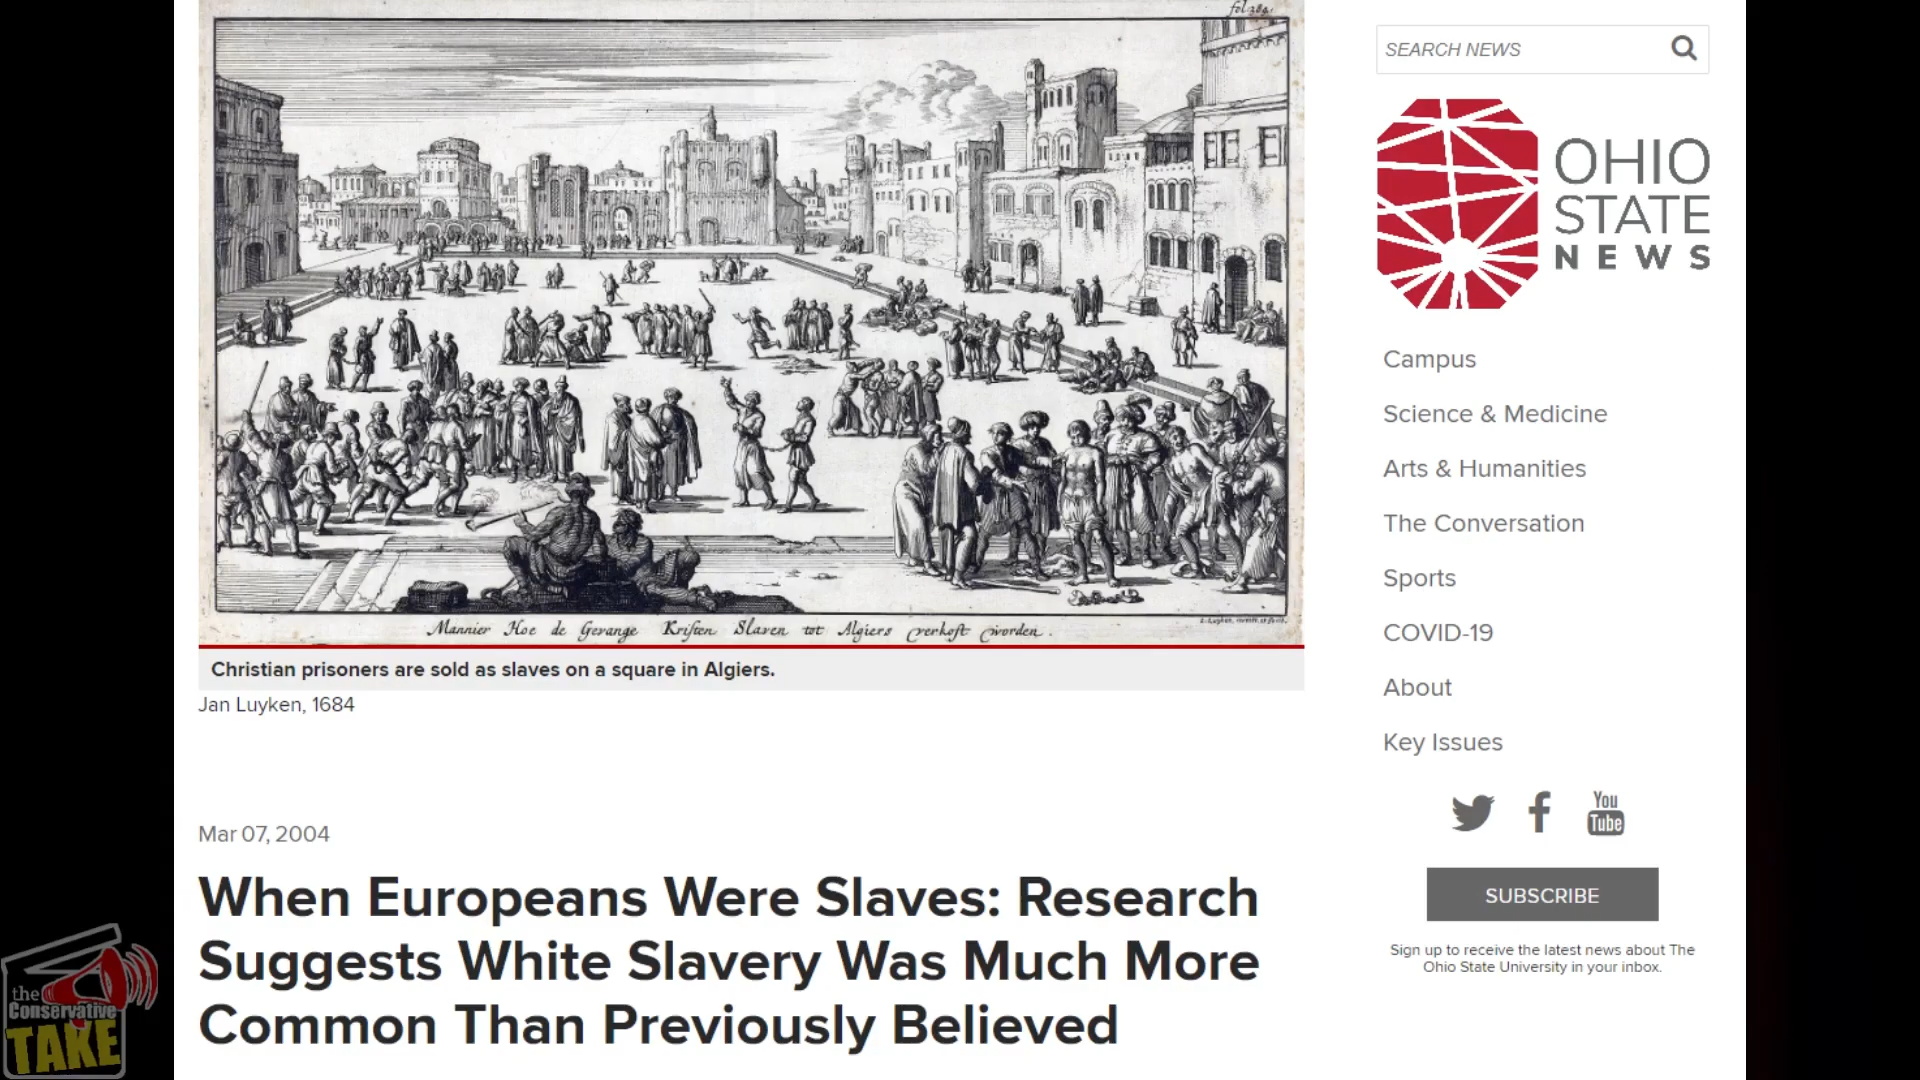 fol 384.
Mannier Hoe de Gevange Kristen Slaven tot Algiers verkoft worden.
Christian prisoners are sold as slaves on a square in Algiers.
Jan Luyken, 1684
Mar 07, 2004
When Europeans Were Slaves: Research
Suggests White Slavery Was Much More
Common Than Previously Believed
SEARCH NEWS
OHIO
STATE
NEWS
Campus
Science & Medicine
Arts & Humanities
The Conversation
Sports
COVID-19
About
Key Issues
You
Tube
SUBSCRIBE
Sign up to receive the latest news about The
Ohio State University in your inbox.
the
Conservative
TAKE